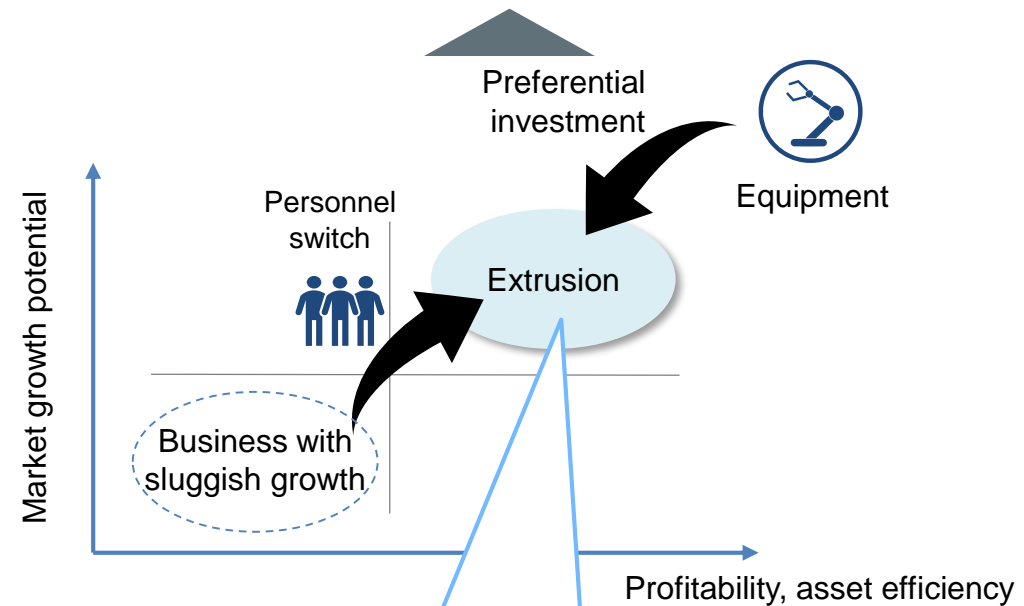 Preferential
investment
Equipment
Personnel
switch
Extrusion
Market growth potential
Business with
sluggish growth
Profitability, asset efficiency